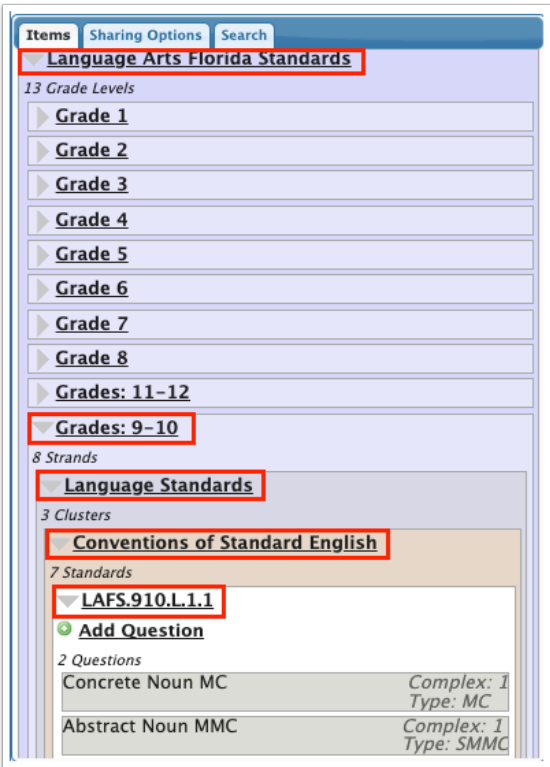 Items Sharing Options Search
Language Arts Florida Standards
13 Grade Levels
Grade 1
Grade 2
Grade 3
Grade 4
Grade 5
Grade 6
Grade 7
Grade 8
Grades: 11-12
Grades: 9-10
8 Strands
Language Standards
3 Clusters
Conventions of Standard English
7 Standards
LAFS.910.L.1.1
Add Question
2 Questions
Concrete Noun MC Complex: 1
Type: MC
Abstract Noun MMC Complex: 1
Type: SMMC